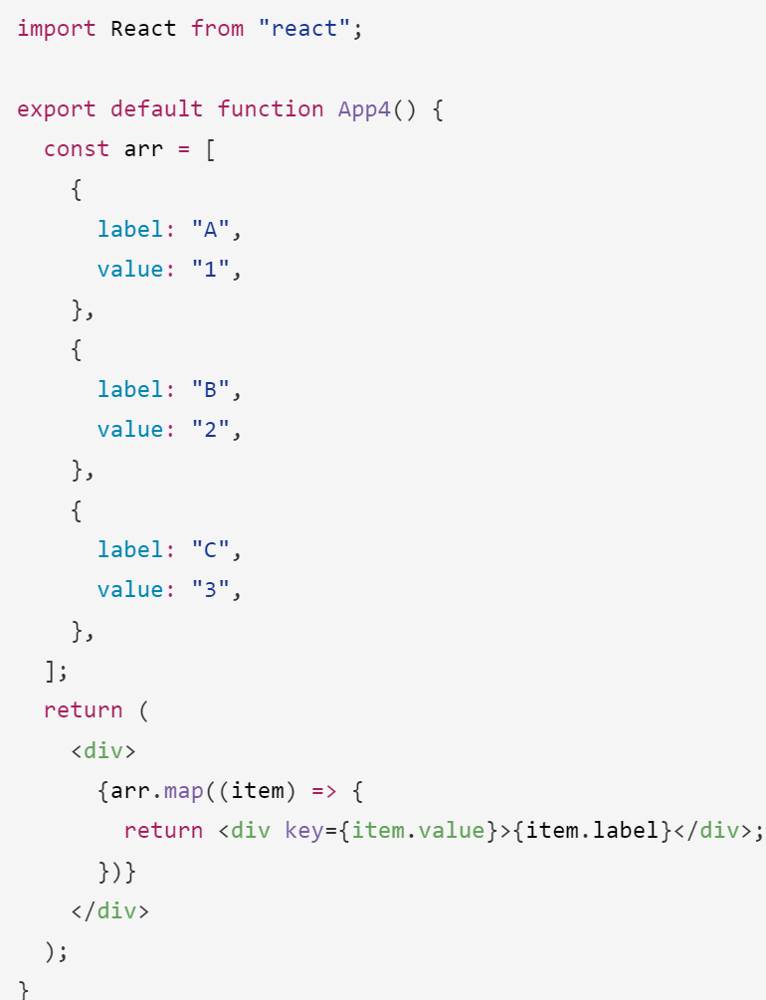 import React from "react";

export default function App4() {
  const arr = [
    {
      label: "A",
      value: "1",
    },
    {
      label: "B",
      value: "2",
    },
    {
      label: "C",
      value: "3",
    },
  ];
  return (
    <div>
      {arr.map((item) => {
        return <div key={item.value}>{item.label}</div>;
      })}
    </div>
  );
}